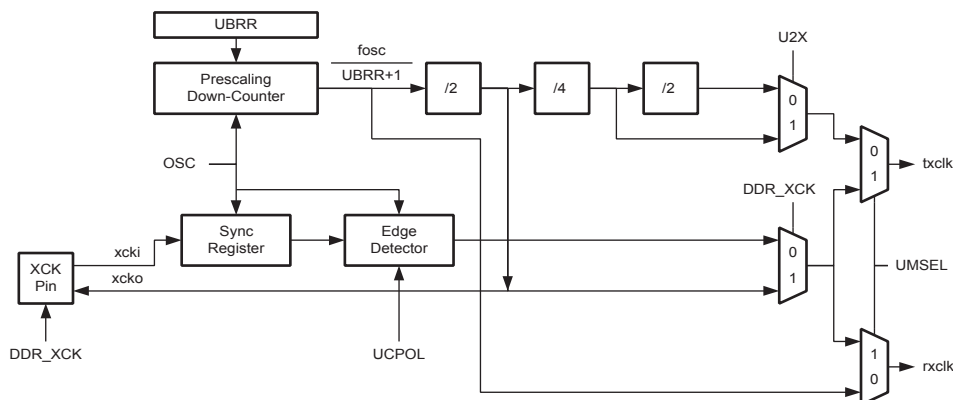 UBRR
fosc
U2X
Prescaling
Down-Counter
UBRR+1
/2
/4
/2
0
1
OSC
0
1
txclk
DDR_XCK
Sync
Register
Edge
Detector
xcki
0
1
XCK
Pin
xcko
UMSEL
DDR_XCK
UCPOL
1
0
rxclk